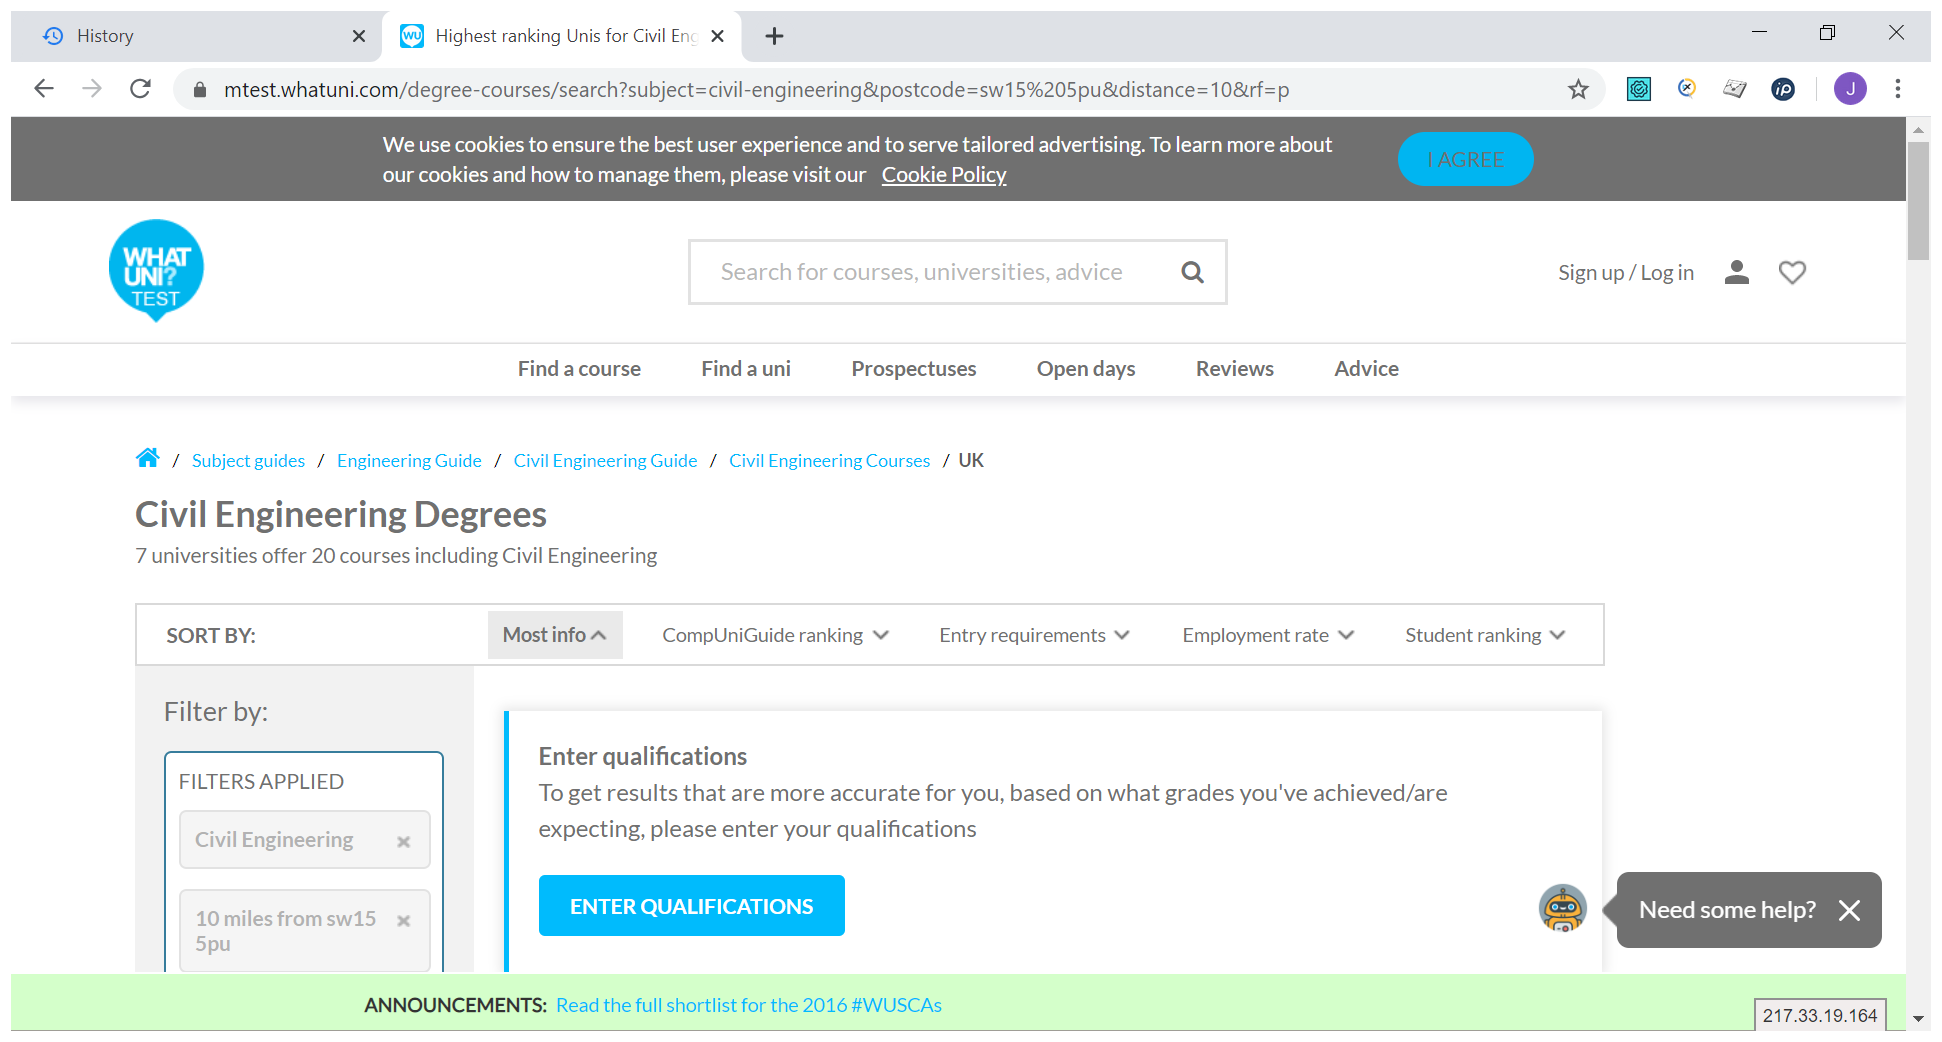 History
Highest ranking Unis for Civil Eng
mtest.whatuni.com/degree-courses/search?subject=civil-engineering&postcode=sw15%205pu&distance=10&rf=p
J
We use cookies to ensure the best user experience and to serve tailored advertising. To learn more about
our cookies and how to manage them, please visit our Cookie Policy
I AGREE
WHAT
UNI?
TEST
Search for courses, universities, advice
Sign up / Log in
Find a course Find a uni Prospectuses Open days Reviews Advice
/ Subject guides / Engineering Guide / Civil Engineering Guide / Civil Engineering Courses / UK
Civil Engineering Degrees
7 universities offer 20 courses including Civil Engineering
SORT BY: Most info CompUniGuide ranking Entry requirements Employment rate Student ranking
Filter by:
FILTERS APPLIED
Civil Engineering
10 miles from sw15
5pu
Enter qualifications
To get results that are more accurate for you, based on what grades you've achieved/are
expecting, please enter your qualifications
ENTER QUALIFICATIONS
Need some help?
ANNOUNCEMENTS: Read the full shortlist for the 2016 #WUSCAs
217.33.19.164